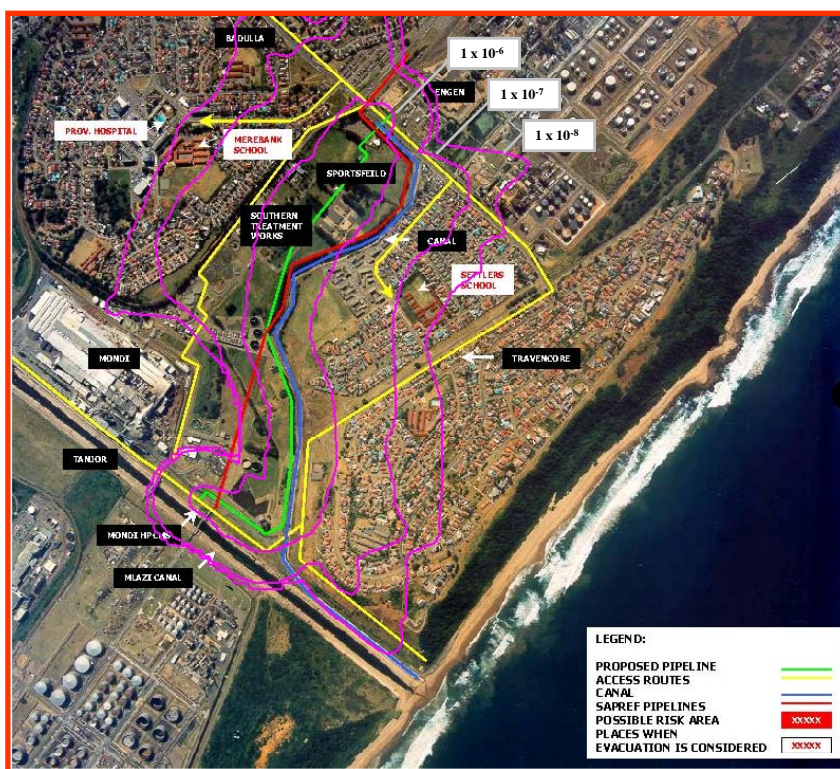 BADULLA
1 x 10-6
ENGEN
1 x 10-7
1 x 10-8
PROV. HOSPITAL
MEREBANK
SCHOOL
SPORTSFEILD
SOUTHERN
TREATMENT
WORKS
CANAL
SETTLERS
SCHOOL
MONDI
TRAVENCORE
TANJOR
MONDI HPCMS
MLAZI CANAL
LEGEND:
PROPOSED PIPELINE
ACCESS ROUTES
CANAL
SAPREF PIPELINES
POSSIBLE RISK AREA
XXXXX
PLACES WHEN
EVACUATION IS CONSIDERED
XXXXX